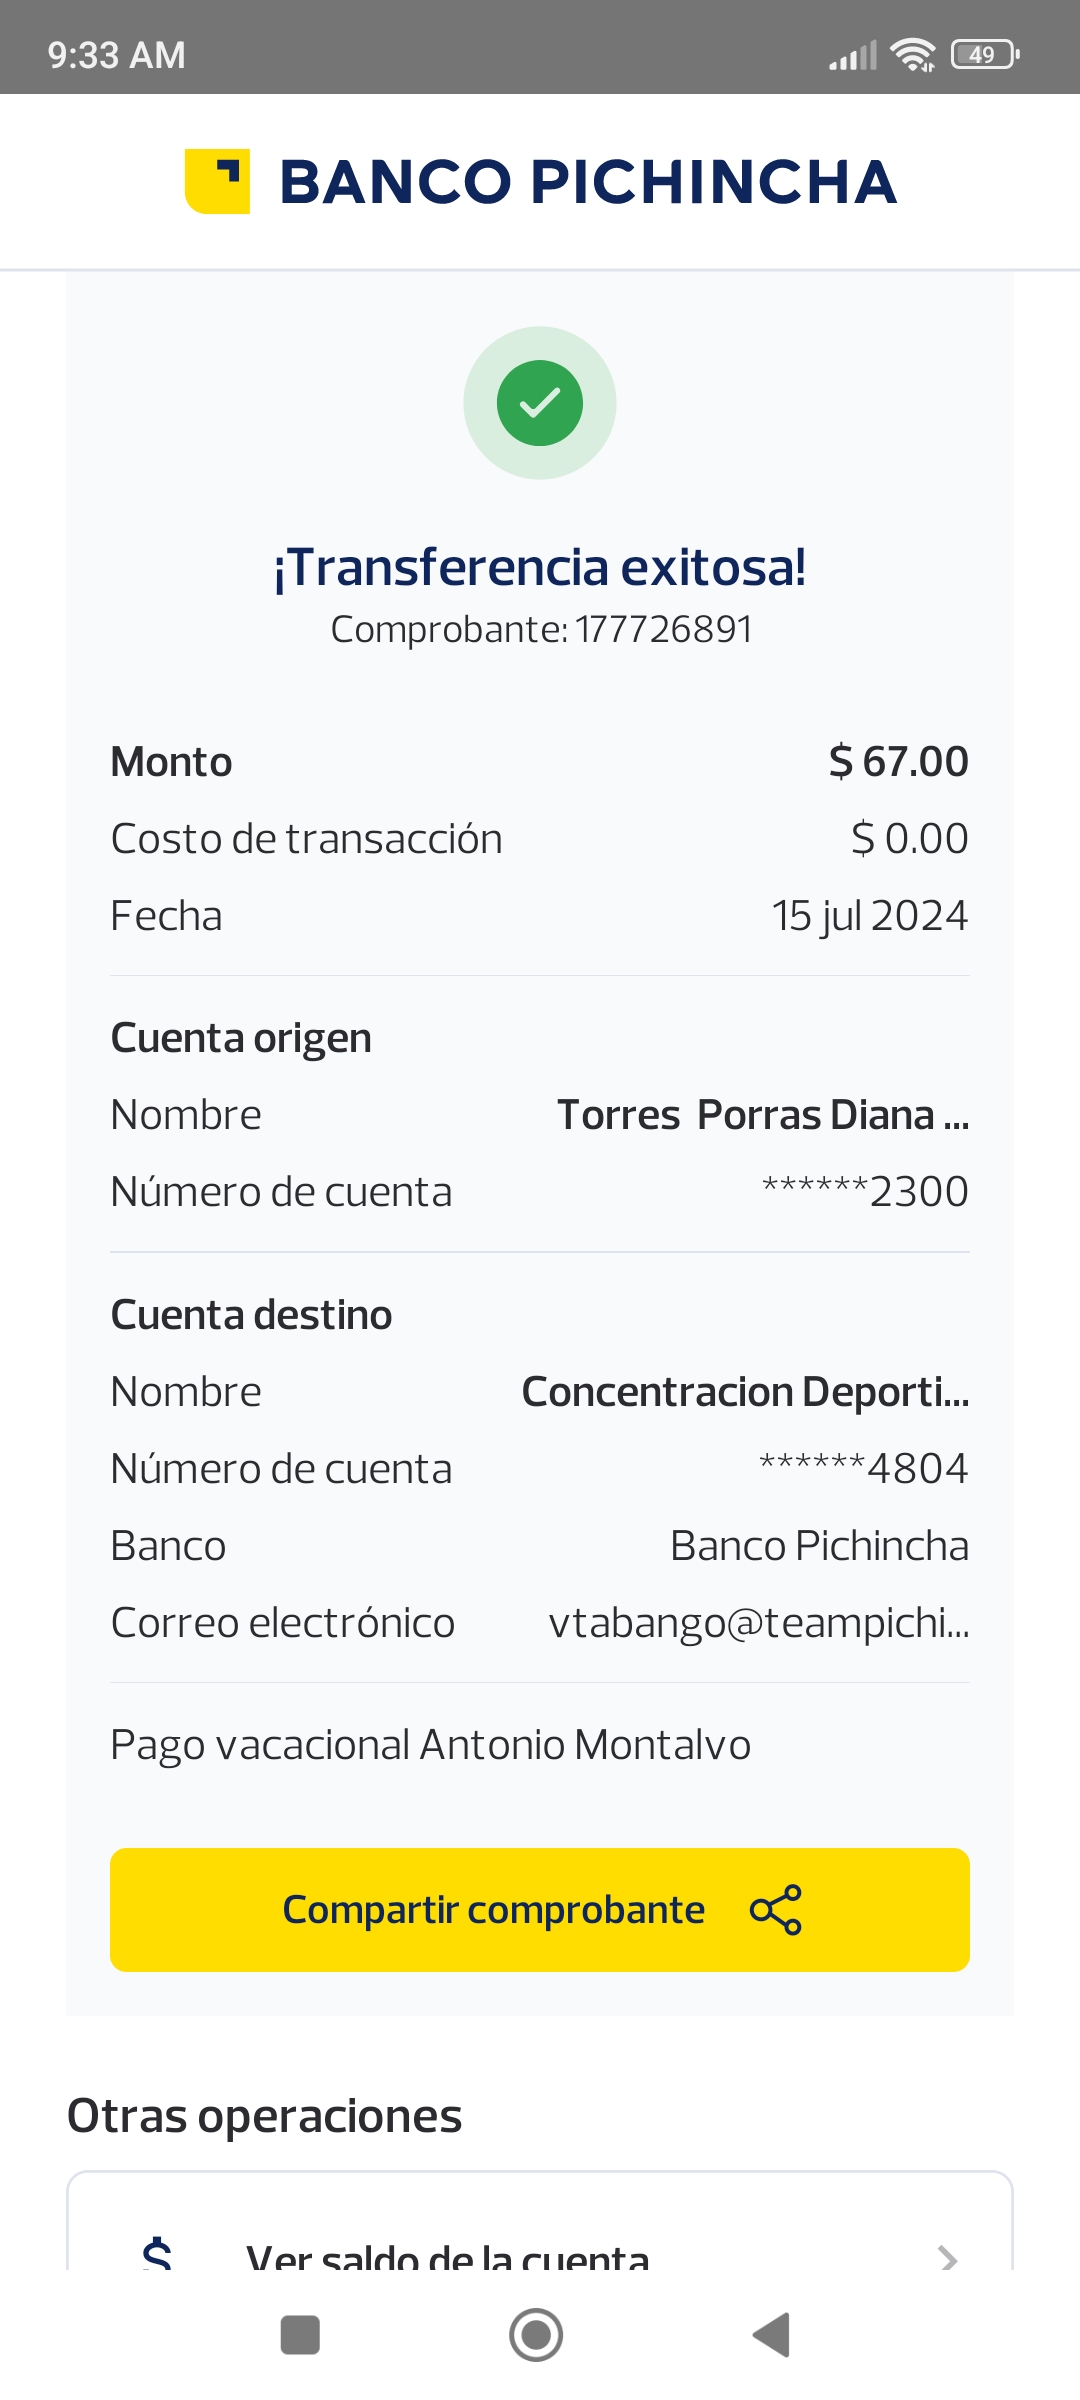 9:33 AM
49
BANCO PICHINCHA
¡Transferencia exitosa!
Comprobante: 177726891
Monto $ 67.00
Costo de transacción $ 0.00
Fecha 15 jul 2024
Cuenta origen
Nombre Torres  Porras Diana ...
Número de cuenta ******2300
Cuenta destino
Nombre Concentracion Deporti...
Número de cuenta ******4804
Banco Banco Pichincha
Correo electrónico vtabango@teampichi...
Pago vacacional Antonio Montalvo
Compartir comprobante
Otras operaciones
$ Ver saldo de la cuenta